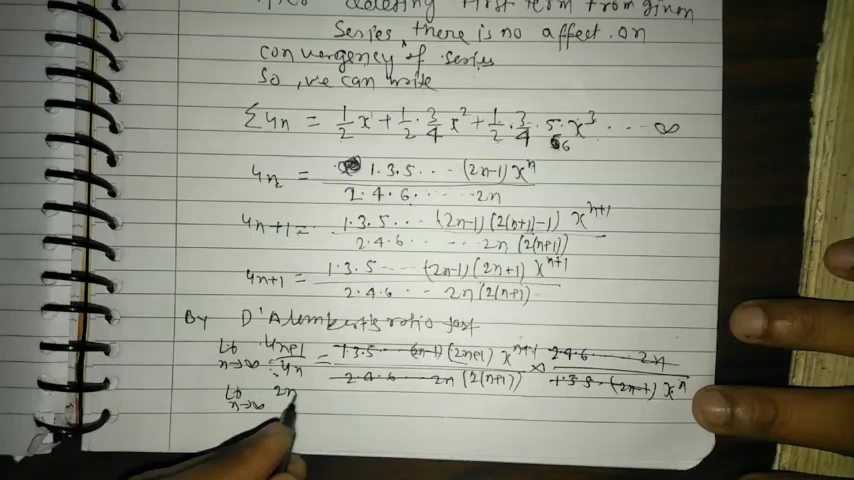 deleting first term from given
series, there is no affect on
convergency of series
So, we can write
Σun = 1/2 x + 1/2 . 3/4 x² + 1/2 . 3/4 . 5/6 x³ ... ∞
un = 1.3.5... (2n-1) xⁿ / 2.4.6.....2n
un+1 = 1.3.5... (2n-1) (2(n+1)-1) xⁿ⁺¹ / 2.4.6 ....2n (2(n+1))
un+1 = 1.3.5... (2n-1) (2n+1) xⁿ⁺¹ / 2.4.6 .. 2n (2(n+1))
By D'Alembert's ratio test
Lt n→∞ un+1/un = 1.3.5... (2n-1) (2n+1) xⁿ⁺¹ / 2.4.6 ... 2n (2(n+1)) × 2.4.6 ... 2n / 1.3.5... (2n-1) xⁿ
Lt n→∞ 2n